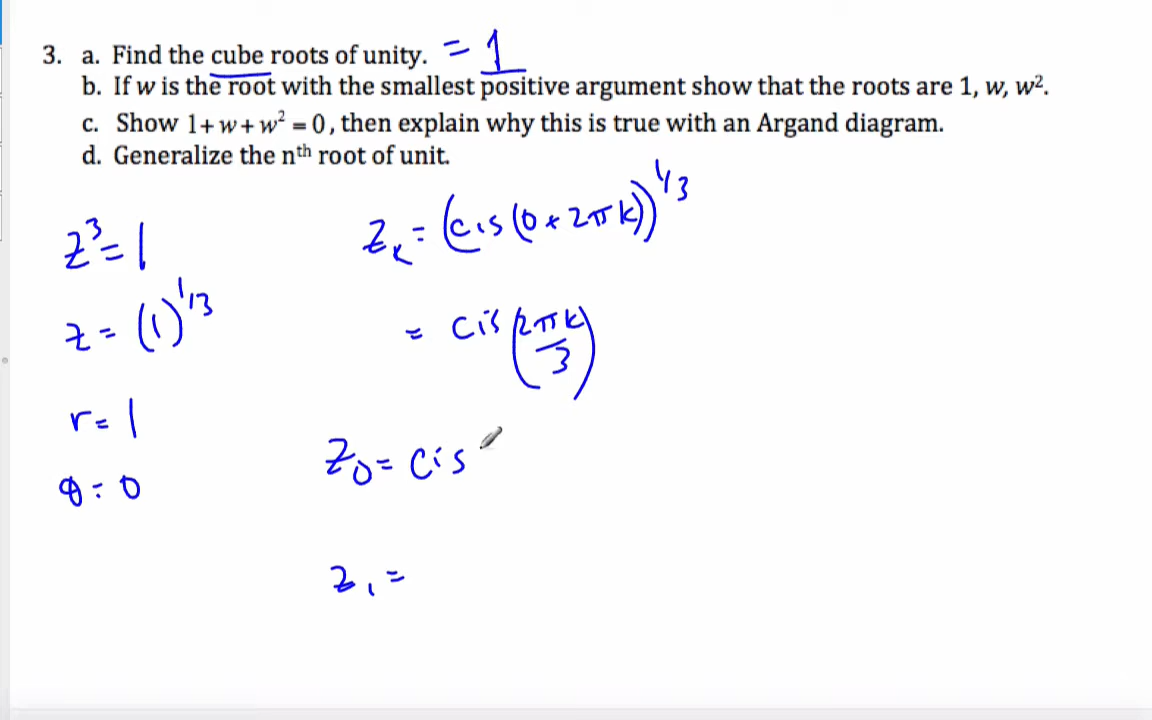 3. a. Find the cube roots of unity. = 1
b. If w is the root with the smallest positive argument show that the roots are 1, w, w².
c. Show 1+w+w² = 0, then explain why this is true with an Argand diagram.
d. Generalize the nᵗʰ root of unit.
z³ = 1
z_k = (cis(0 + 2πk))^1/3
z = (1)^1/3
= cis(2πk/3)
r = 1
z₀ = cis
θ = 0
z₁ =